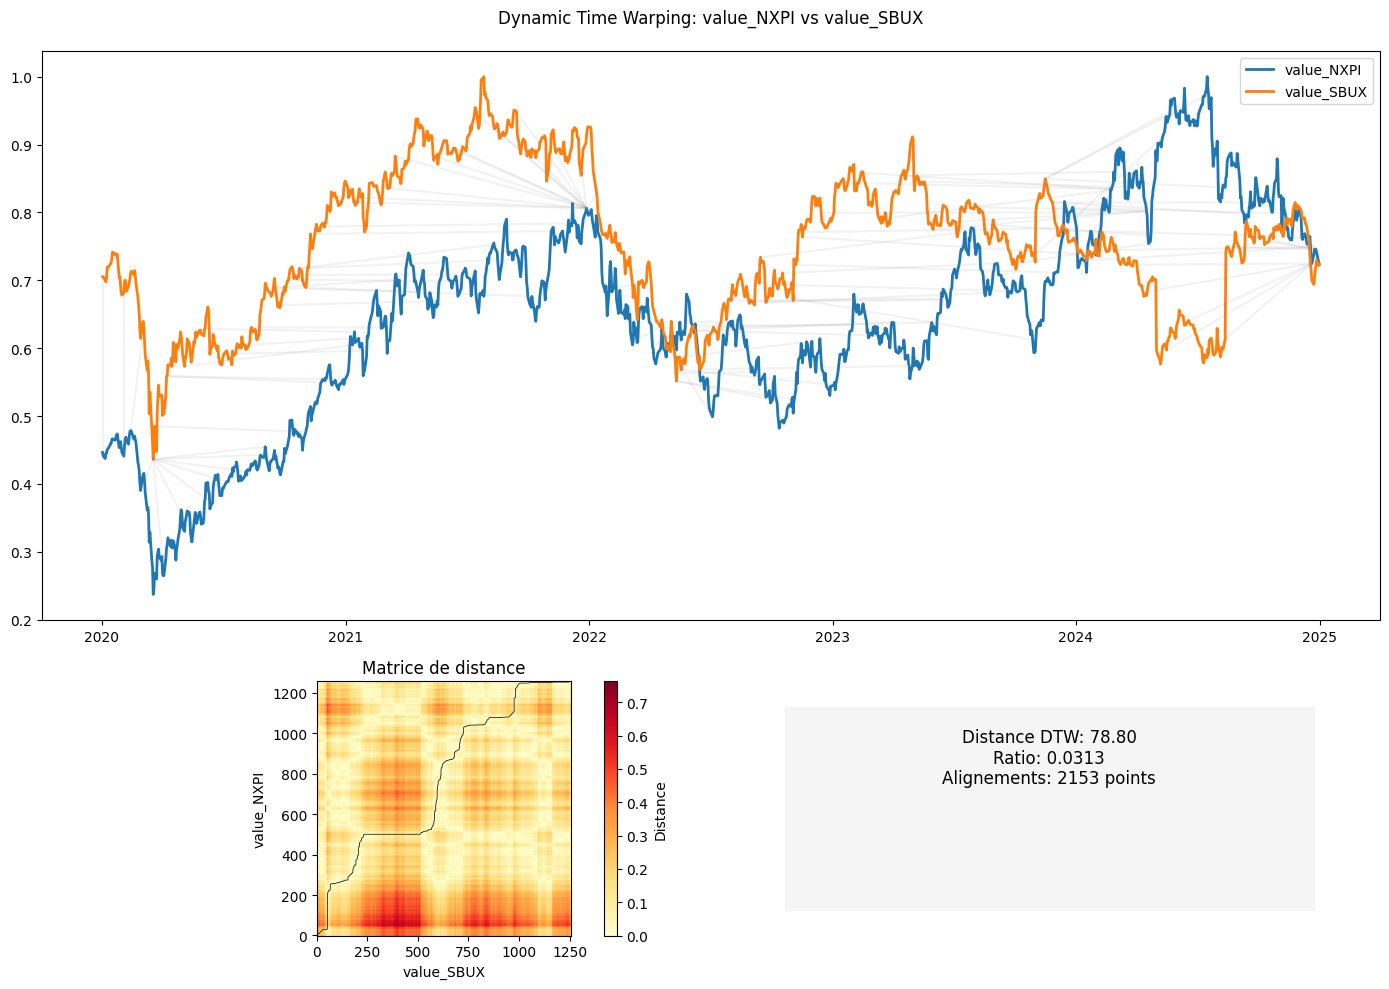 Dynamic Time Warping: value_NXPI vs value_SBUX
value_NXPI
value_SBUX
1.0
0.9
0.8
0.7
0.6
0.5
0.4
0.3
0.2
2020 2021 2022 2023 2024 2025
Matrice de distance
value_NXPI
1200
1000
800
600
400
200
0
0 250 500 750 1000 1250
value_SBUX
0.7
0.6
0.5
0.4
0.3
0.2
0.1
0.0
Distance
Distance DTW: 78.80
Ratio: 0.0313
Alignements: 2153 points